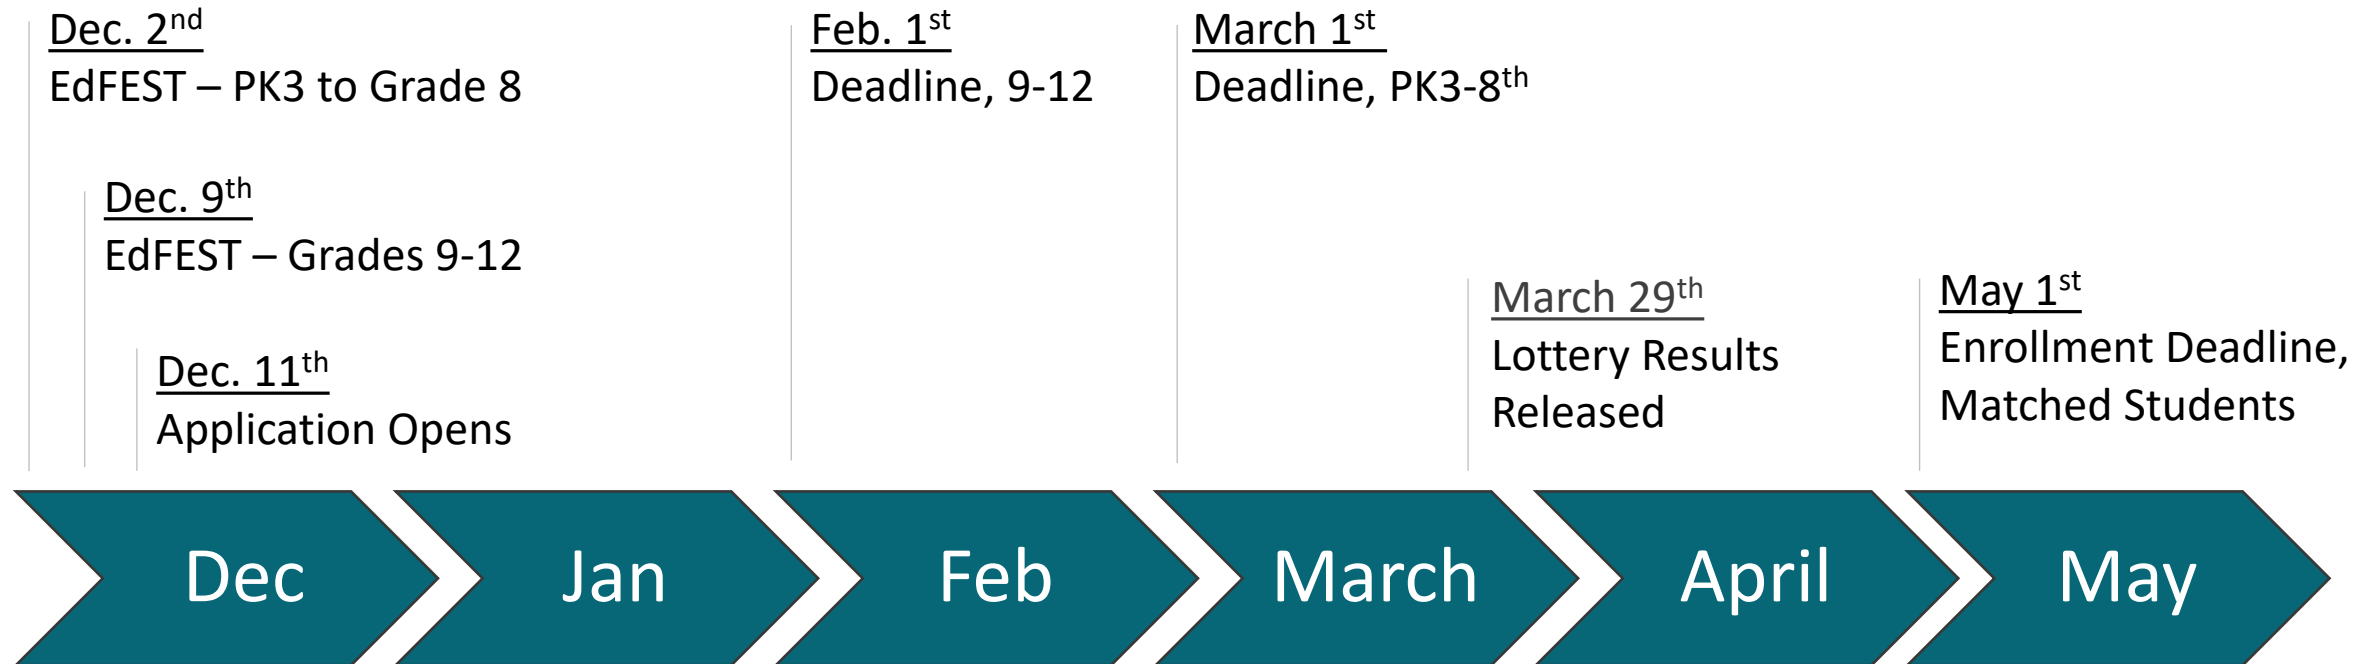 Dec. 2nd
EdFEST – PK3 to Grade 8
Dec. 9th
EdFEST – Grades 9-12
Dec. 11th
Application Opens
Feb. 1st
Deadline, 9-12
March 1st
Deadline, PK3-8th
March 29th
Lottery Results
Released
May 1st
Enrollment Deadline,
Matched Students
Dec
Jan
Feb
March
April
May